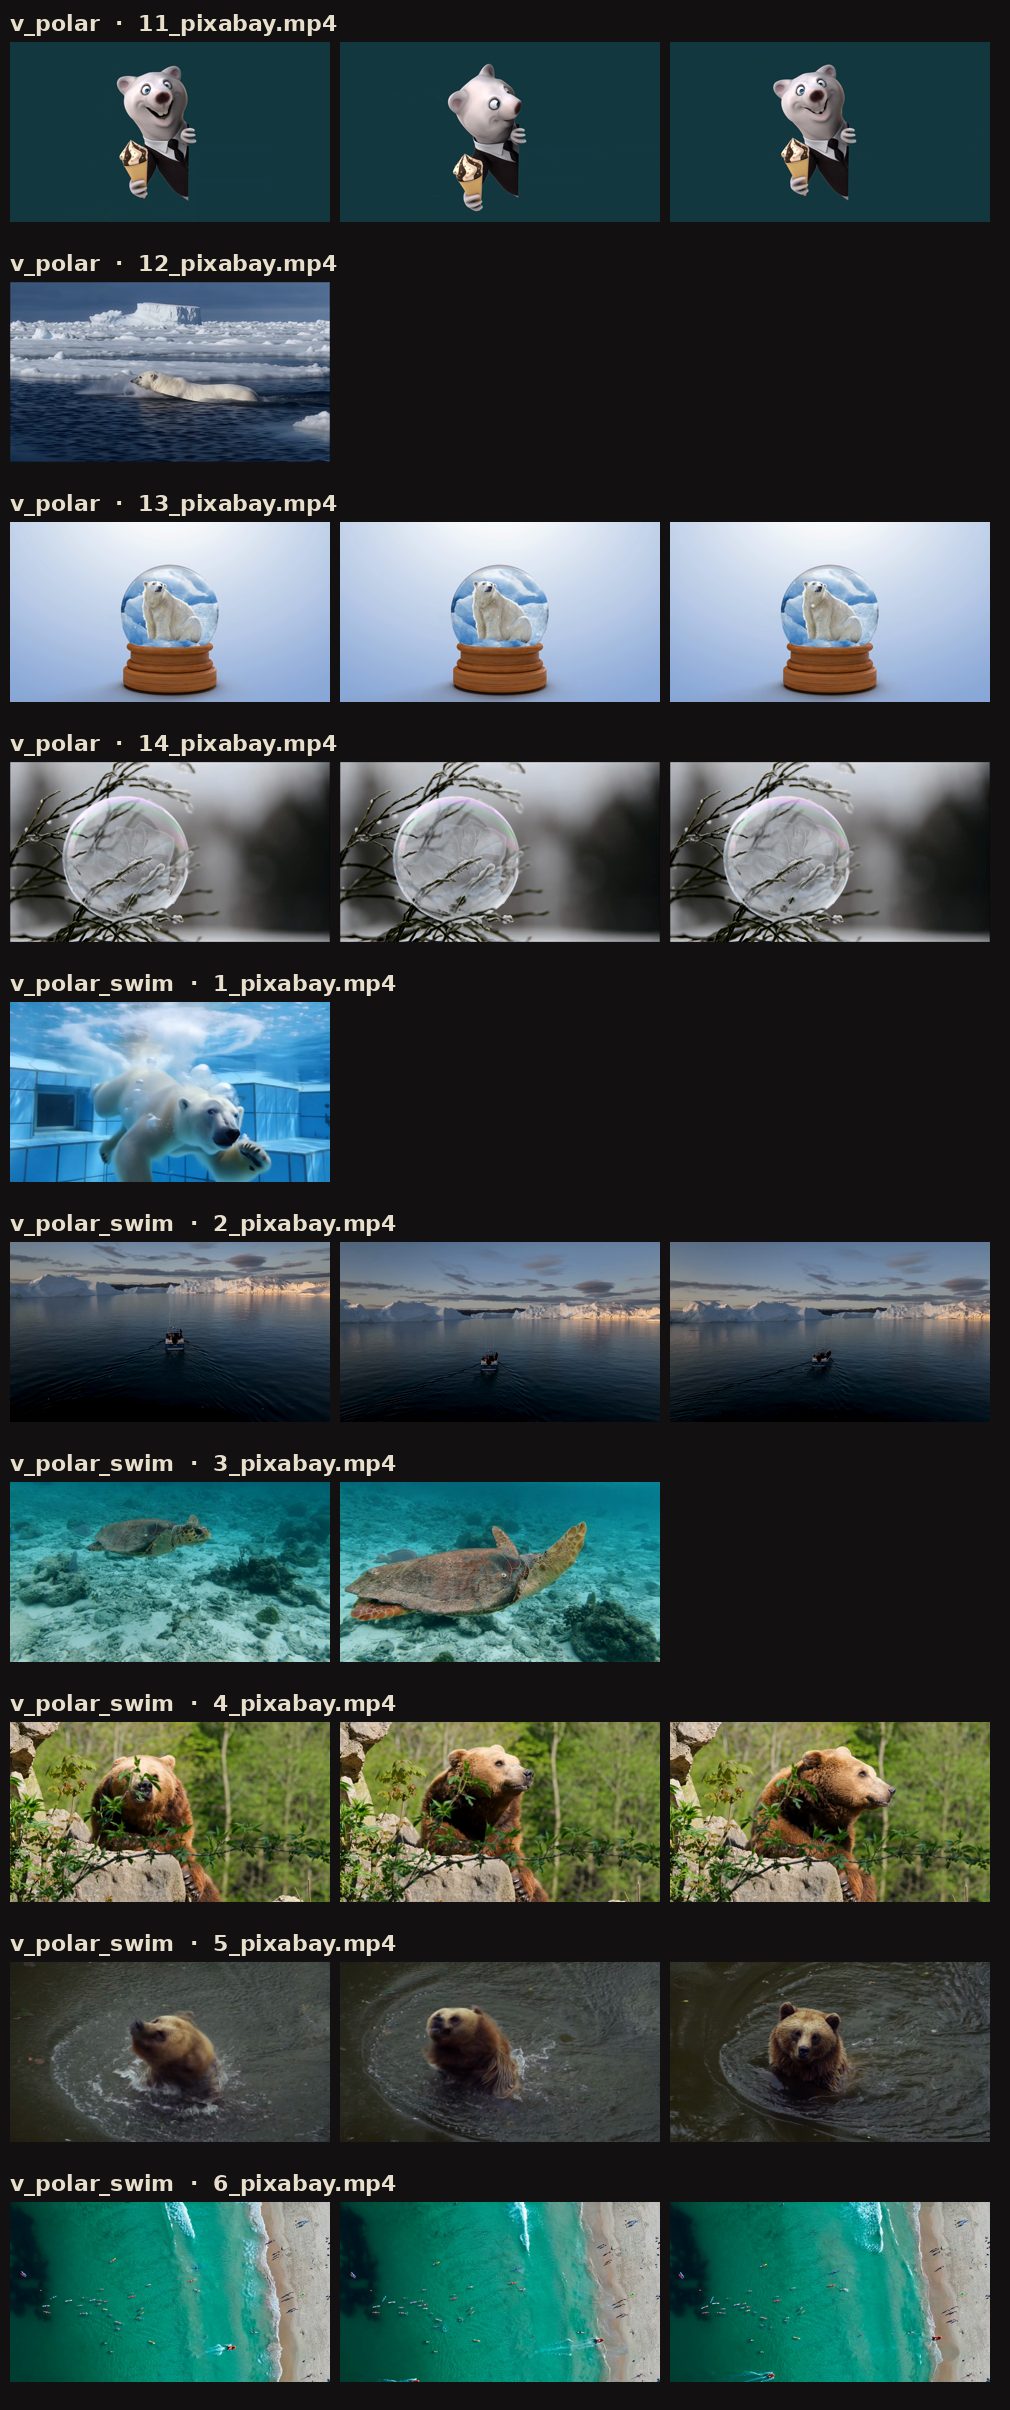 v_polar · 11_pixabay.mp4
v_polar · 12_pixabay.mp4
v_polar · 13_pixabay.mp4
v_polar · 14_pixabay.mp4
v_polar_swim · 1_pixabay.mp4
v_polar_swim · 2_pixabay.mp4
v_polar_swim · 3_pixabay.mp4
v_polar_swim · 4_pixabay.mp4
v_polar_swim · 5_pixabay.mp4
v_polar_swim · 6_pixabay.mp4